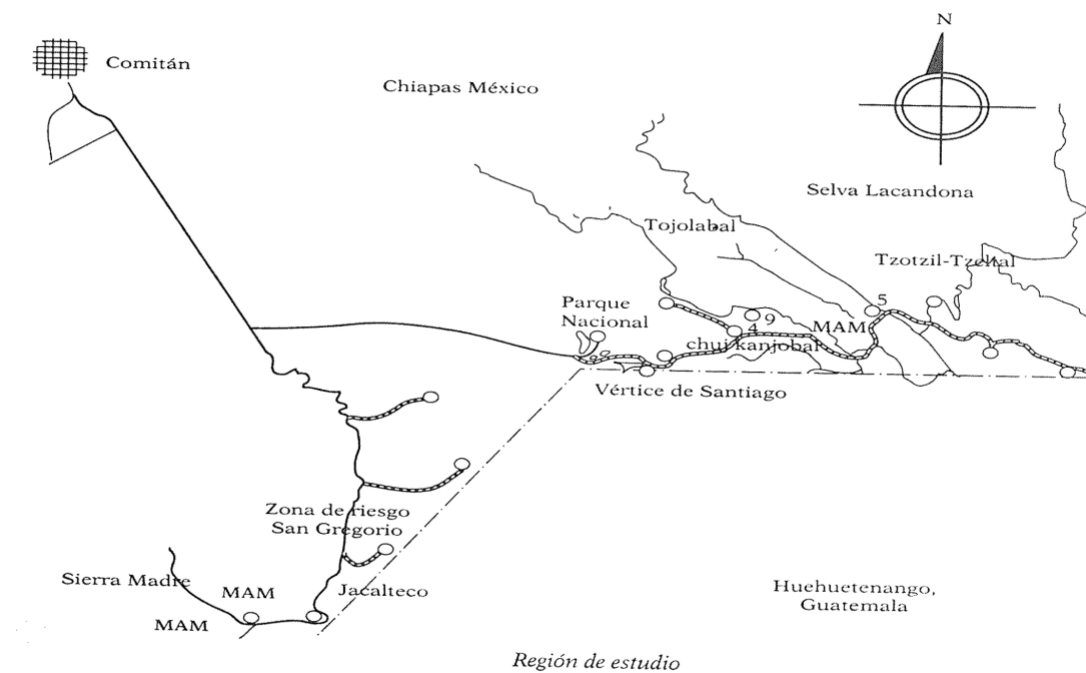 N
Comitán
Chiapas México
Selva Lacandona
Tojolabal
Tzotzil-Tzeltal
5
Parque
Nacional
9
4
MAM
chuj kanjobal
Vértice de Santiago
Zona de riesgo
San Gregorio
Sierra Madre
MAM
Jacalteco
MAM
Huehuetenango,
Guatemala
Región de estudio